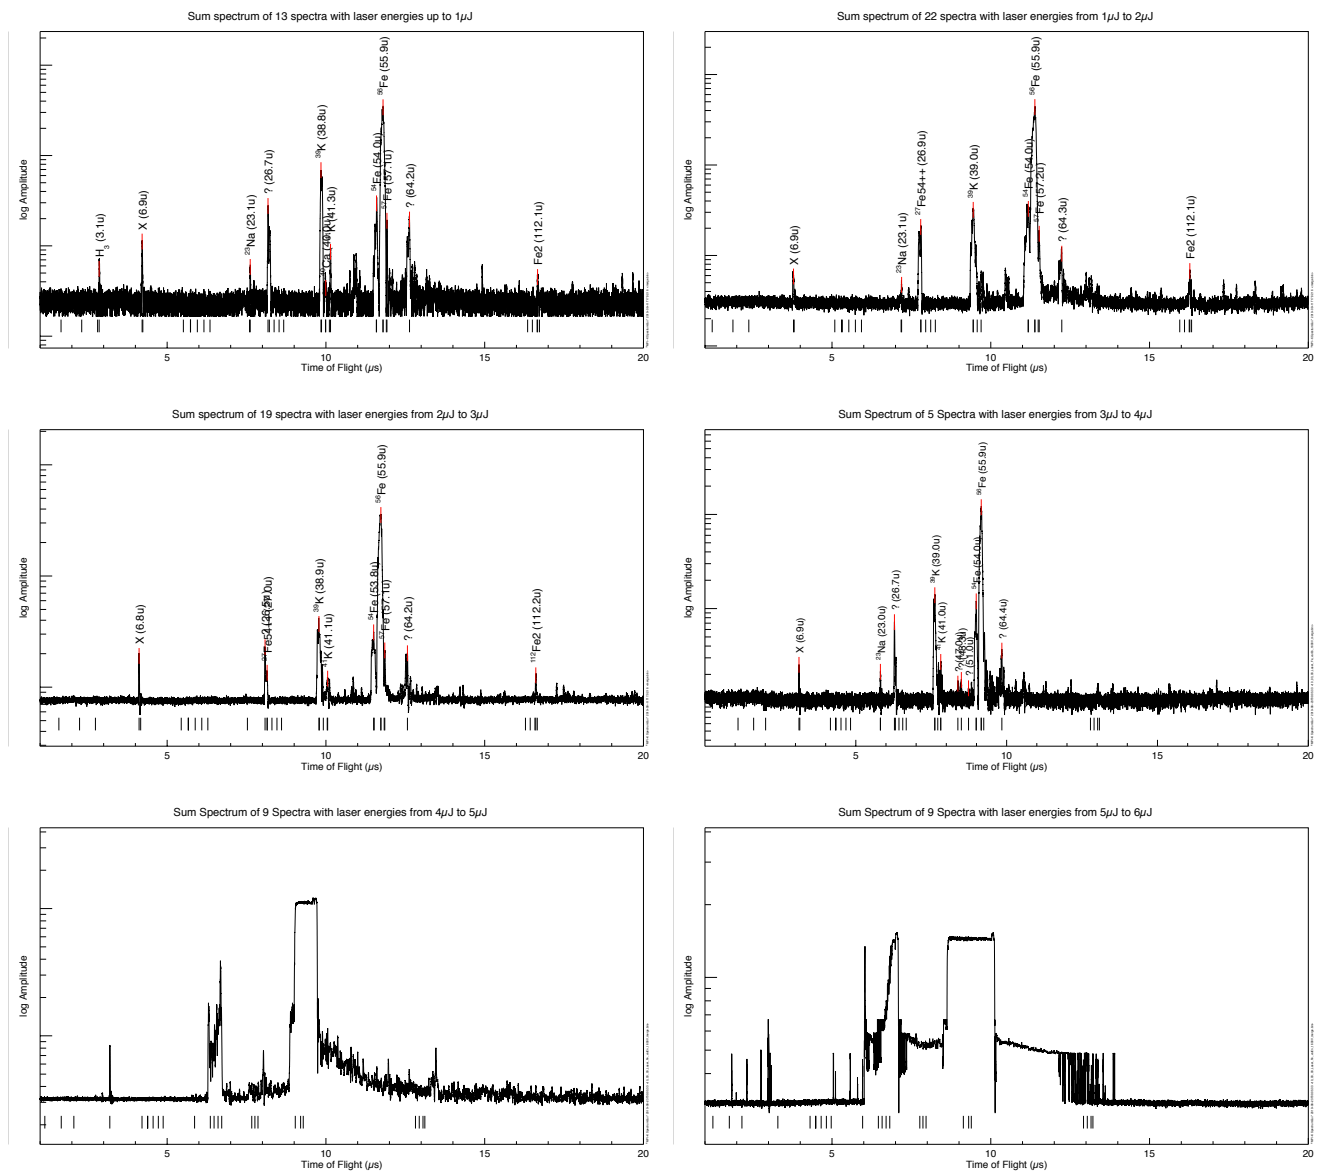 Sum spectrum of 13 spectra with laser energies up to 1µJ
log Amplitude
H3 (3.1u)
X (6.9u)
23Na (23.1u)
? (26.7u)
39K (38.8u)
40Ca (40.0u)
41K (41.3u)
54Fe (54.0u)
56Fe (55.9u)
57Fe (57.1u)
? (64.2u)
Fe2 (112.1u)
5 10 15 20
Time of Flight (µs)
Sum spectrum of 22 spectra with laser energies from 1µJ to 2µJ
log Amplitude
X (6.9u)
23Na (23.1u)
27Fe54++ (26.9u)
39K (39.0u)
54Fe (54.0u)
56Fe (55.9u)
57Fe (57.2u)
? (64.3u)
Fe2 (112.1u)
5 10 15 20
Time of Flight (µs)
Sum spectrum of 19 spectra with laser energies from 2µJ to 3µJ
log Amplitude
X (6.8u)
27Fe54++ (27.0u)
39K (38.9u)
41K (41.1u)
54Fe (53.8u)
56Fe (55.9u)
57Fe (57.1u)
? (64.2u)
112Fe2 (112.2u)
5 10 15 20
Time of Flight (µs)
Sum Spectrum of 5 Spectra with laser energies from 3µJ to 4µJ
log Amplitude
X (6.9u)
23Na (23.0u)
? (26.7u)
39K (39.0u)
41K (41.0u)
? (51.0u)
54Fe (54.0u)
56Fe (55.9u)
? (64.4u)
5 10 15 20
Time of Flight (µs)
Sum Spectrum of 9 Spectra with laser energies from 4µJ to 5µJ
log Amplitude
5 10 15 20
Time of Flight (µs)
Sum Spectrum of 9 Spectra with laser energies from 5µJ to 6µJ
log Amplitude
5 10 15 20
Time of Flight (µs)